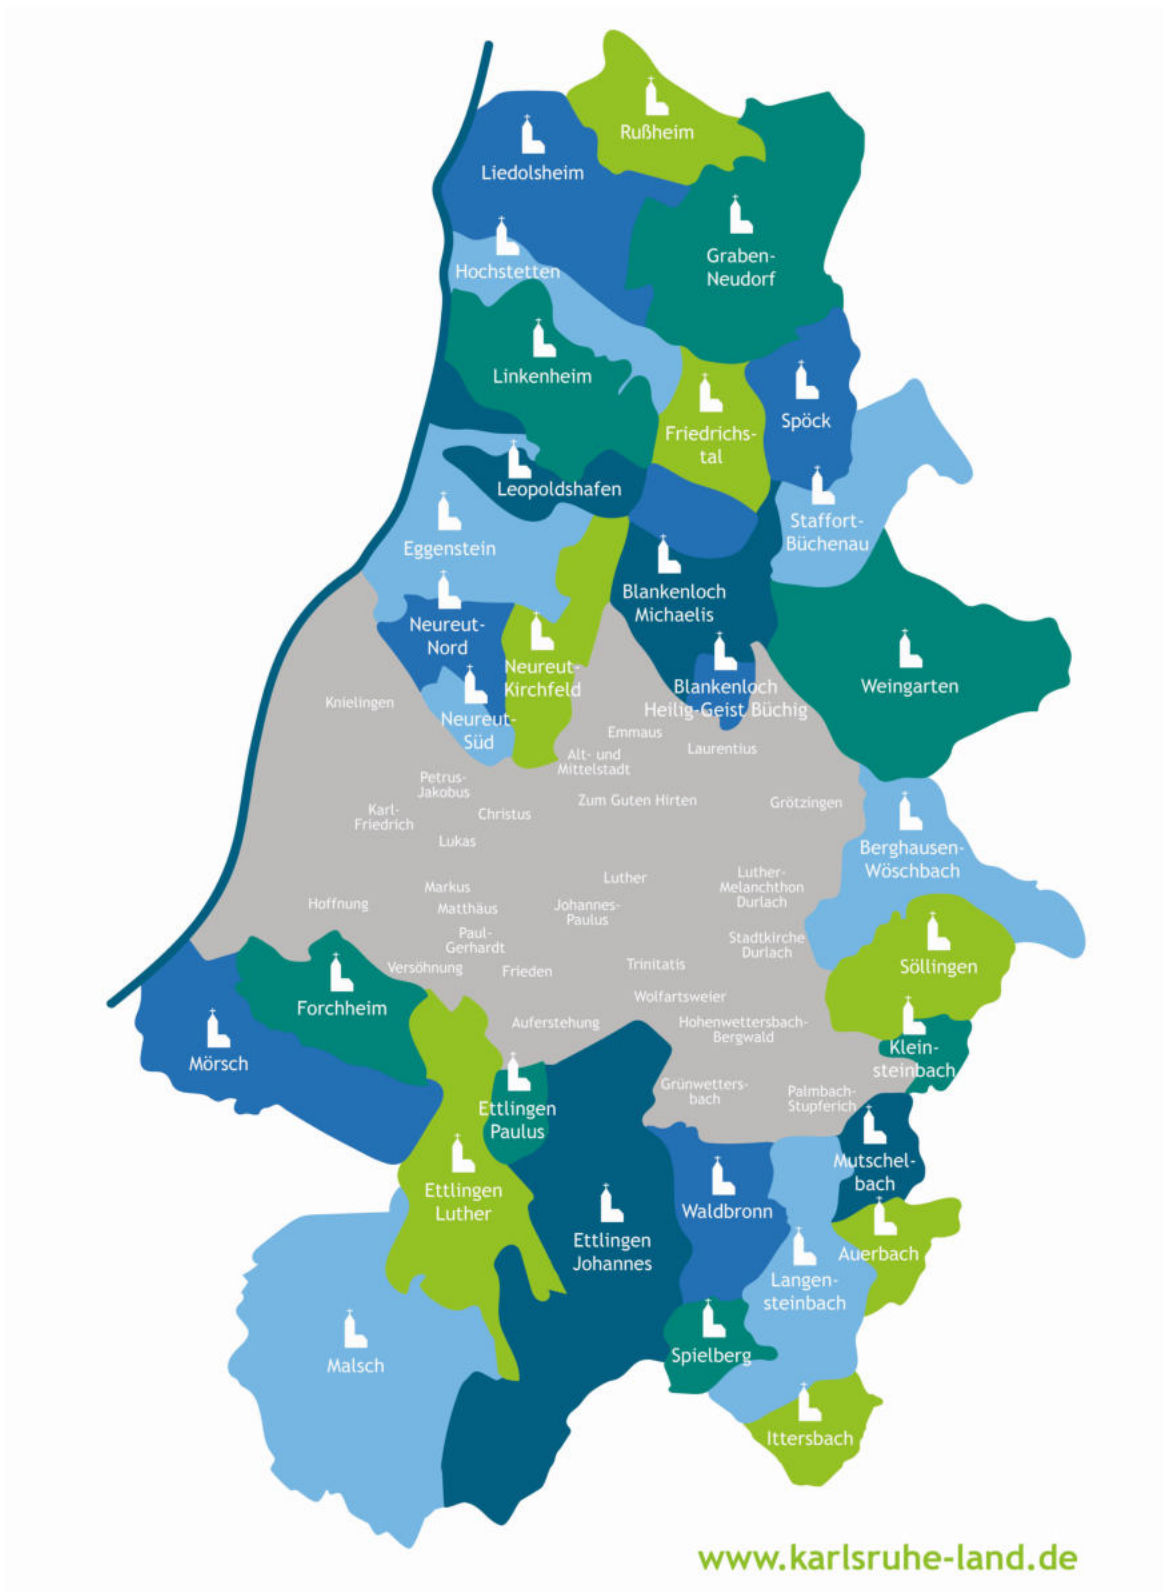 Rußheim
Liedolsheim
Graben-
Neudorf
Hochstetten
Linkenheim
Spöck
Friedrichs-
tal
Leopoldshafen
Staffort-
Büchenau
Eggenstein
Blankenloch
Michaelis
Neureut-
Nord
Neureut-
Kirchfeld
Blankenloch
Heilig-Geist Büchig
Weingarten
Knielingen
Neureut-
Süd
Emmaus
Laurentius
Alt- und
Mittelstadt
Petrus-
Jakobus
Zum Guten Hirten
Grötzingen
Karl-
Friedrich
Christus
Lukas
Berghausen-
Wöschbach
Luther
Luther-
Melanchthon
Durlach
Markus
Hoffnung
Matthäus
Johannes-
Paulus
Paul-
Gerhardt
Stadtkirche
Durlach
Versöhnung
Frieden
Trinitatis
Söllingen
Wolfartsweier
Forchheim
Auferstehung
Hohenwettersbach-
Bergwald
Klein-
steinbach
Mörsch
Grünwetters-
bach
Palmbach-
Stupferich
Ettlingen
Paulus
Mutschel-
bach
Ettlingen
Luther
Waldbronn
Ettlingen
Johannes
Auerbach
Langen-
steinbach
Malsch
Spielberg
Ittersbach
www.karlsruhe-land.de